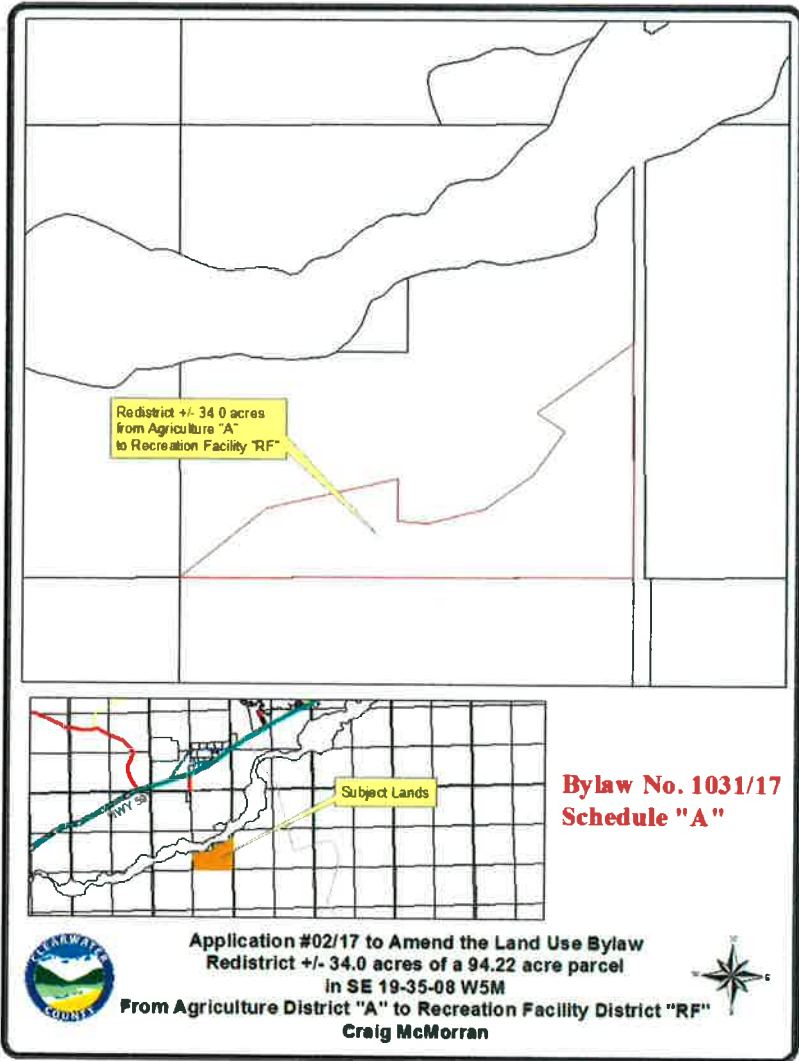 Redistrict +/- 34.0 acres
from Agriculture "A"
to Recreation Facility "RF"
Subject Lands
Bylaw No. 1031/17
Schedule "A"
CLEARWATER
COUNTY
Application #02/17 to Amend the Land Use Bylaw
Redistrict +/- 34.0 acres of a 94.22 acre parcel
in SE 19-35-08 W5M
From Agriculture District "A" to Recreation Facility District "RF"
Craig McMorran